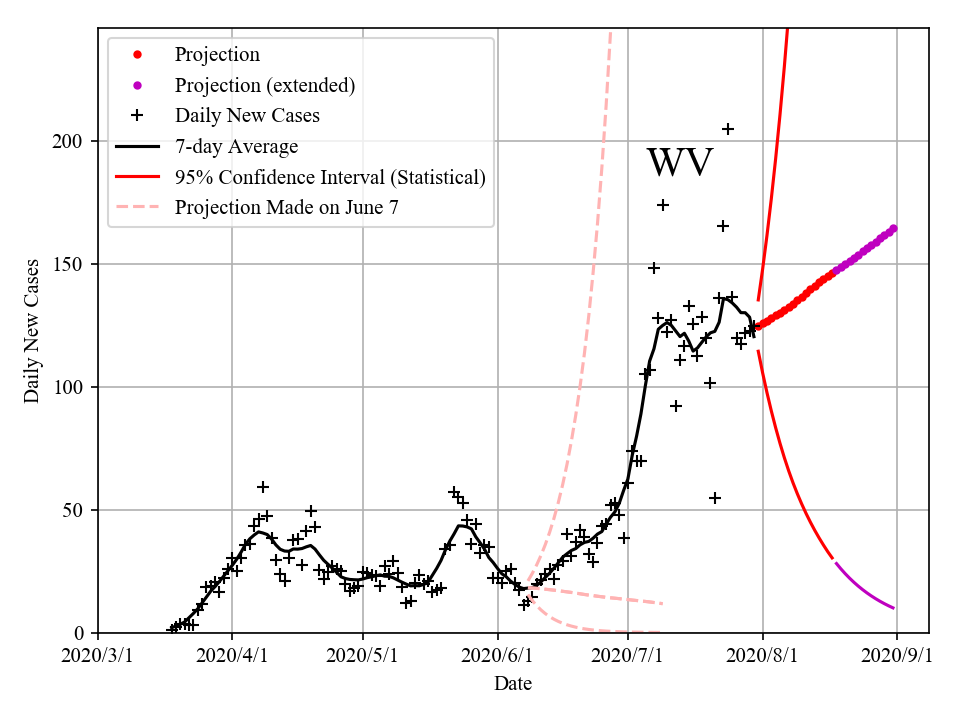 Projection
Projection (extended)
Daily New Cases
7-day Average
95% Confidence Interval (Statistical)
Projection Made on June 7
WV
200
150
100
50
0
Daily New Cases
2020/3/1 2020/4/1 2020/5/1 2020/6/1 2020/7/1 2020/8/1 2020/9/1
Date